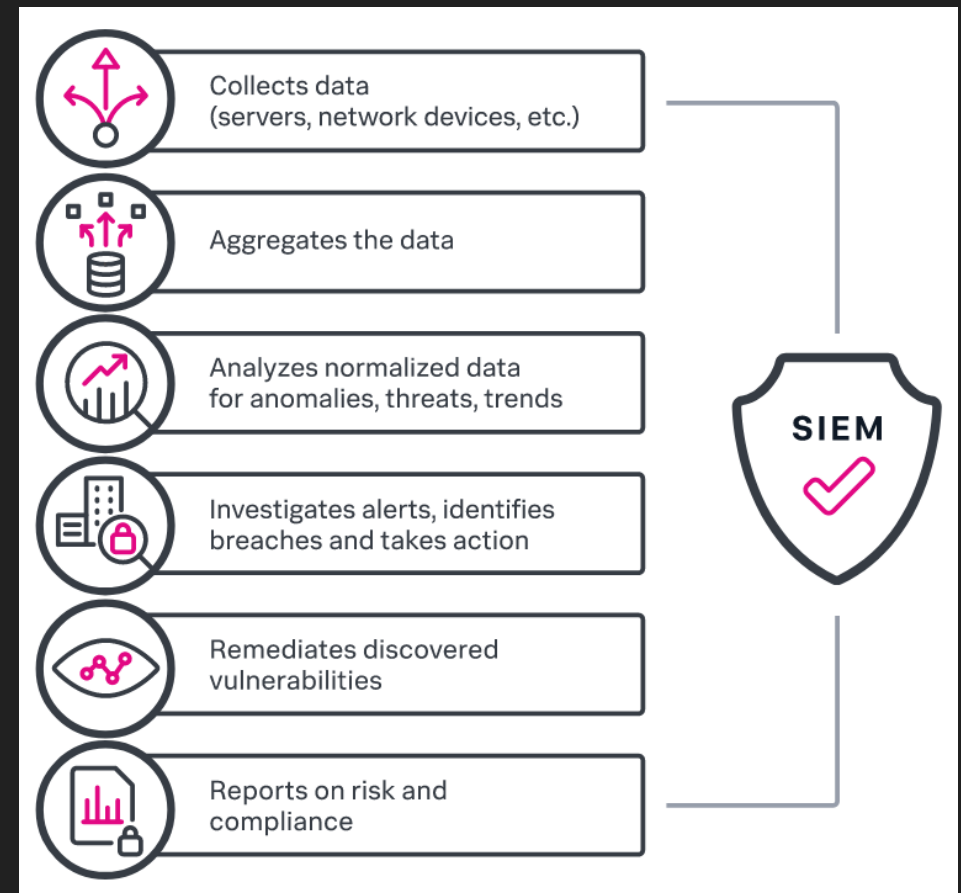 Collects data
(servers, network devices, etc.)
Aggregates the data
Analyzes normalized data
for anomalies, threats, trends
Investigates alerts, identifies
breaches and takes action
Remediates discovered
vulnerabilities
Reports on risk and
compliance
SIEM